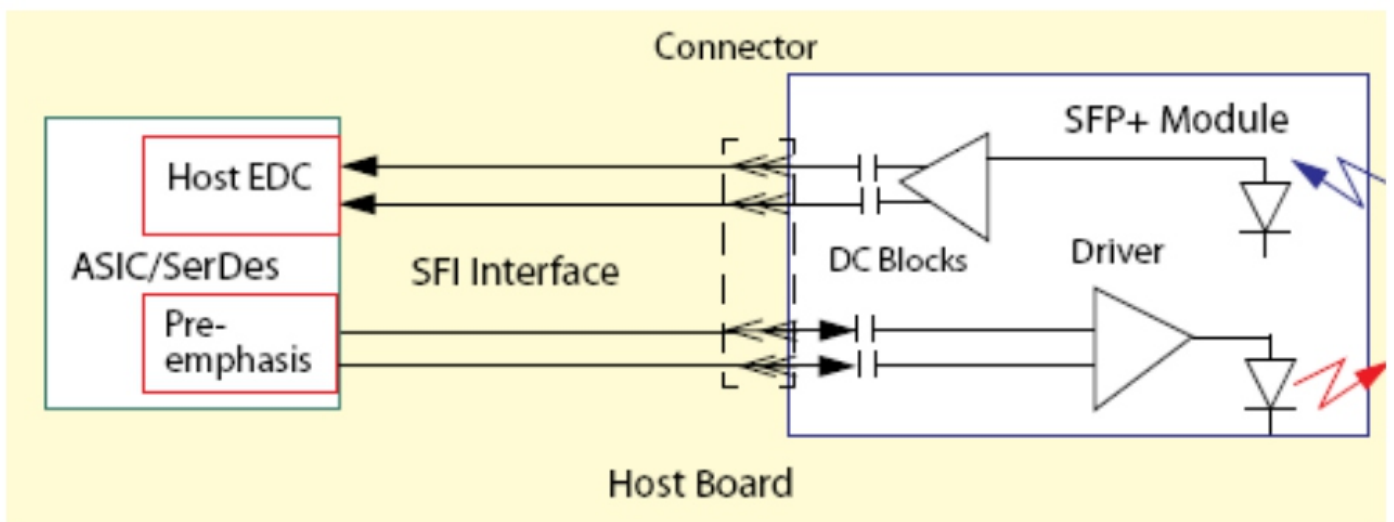 Connector
SFP+ Module
Host EDC
ASIC/SerDes
SFI Interface
DC Blocks
Driver
Pre-
emphasis
Host Board